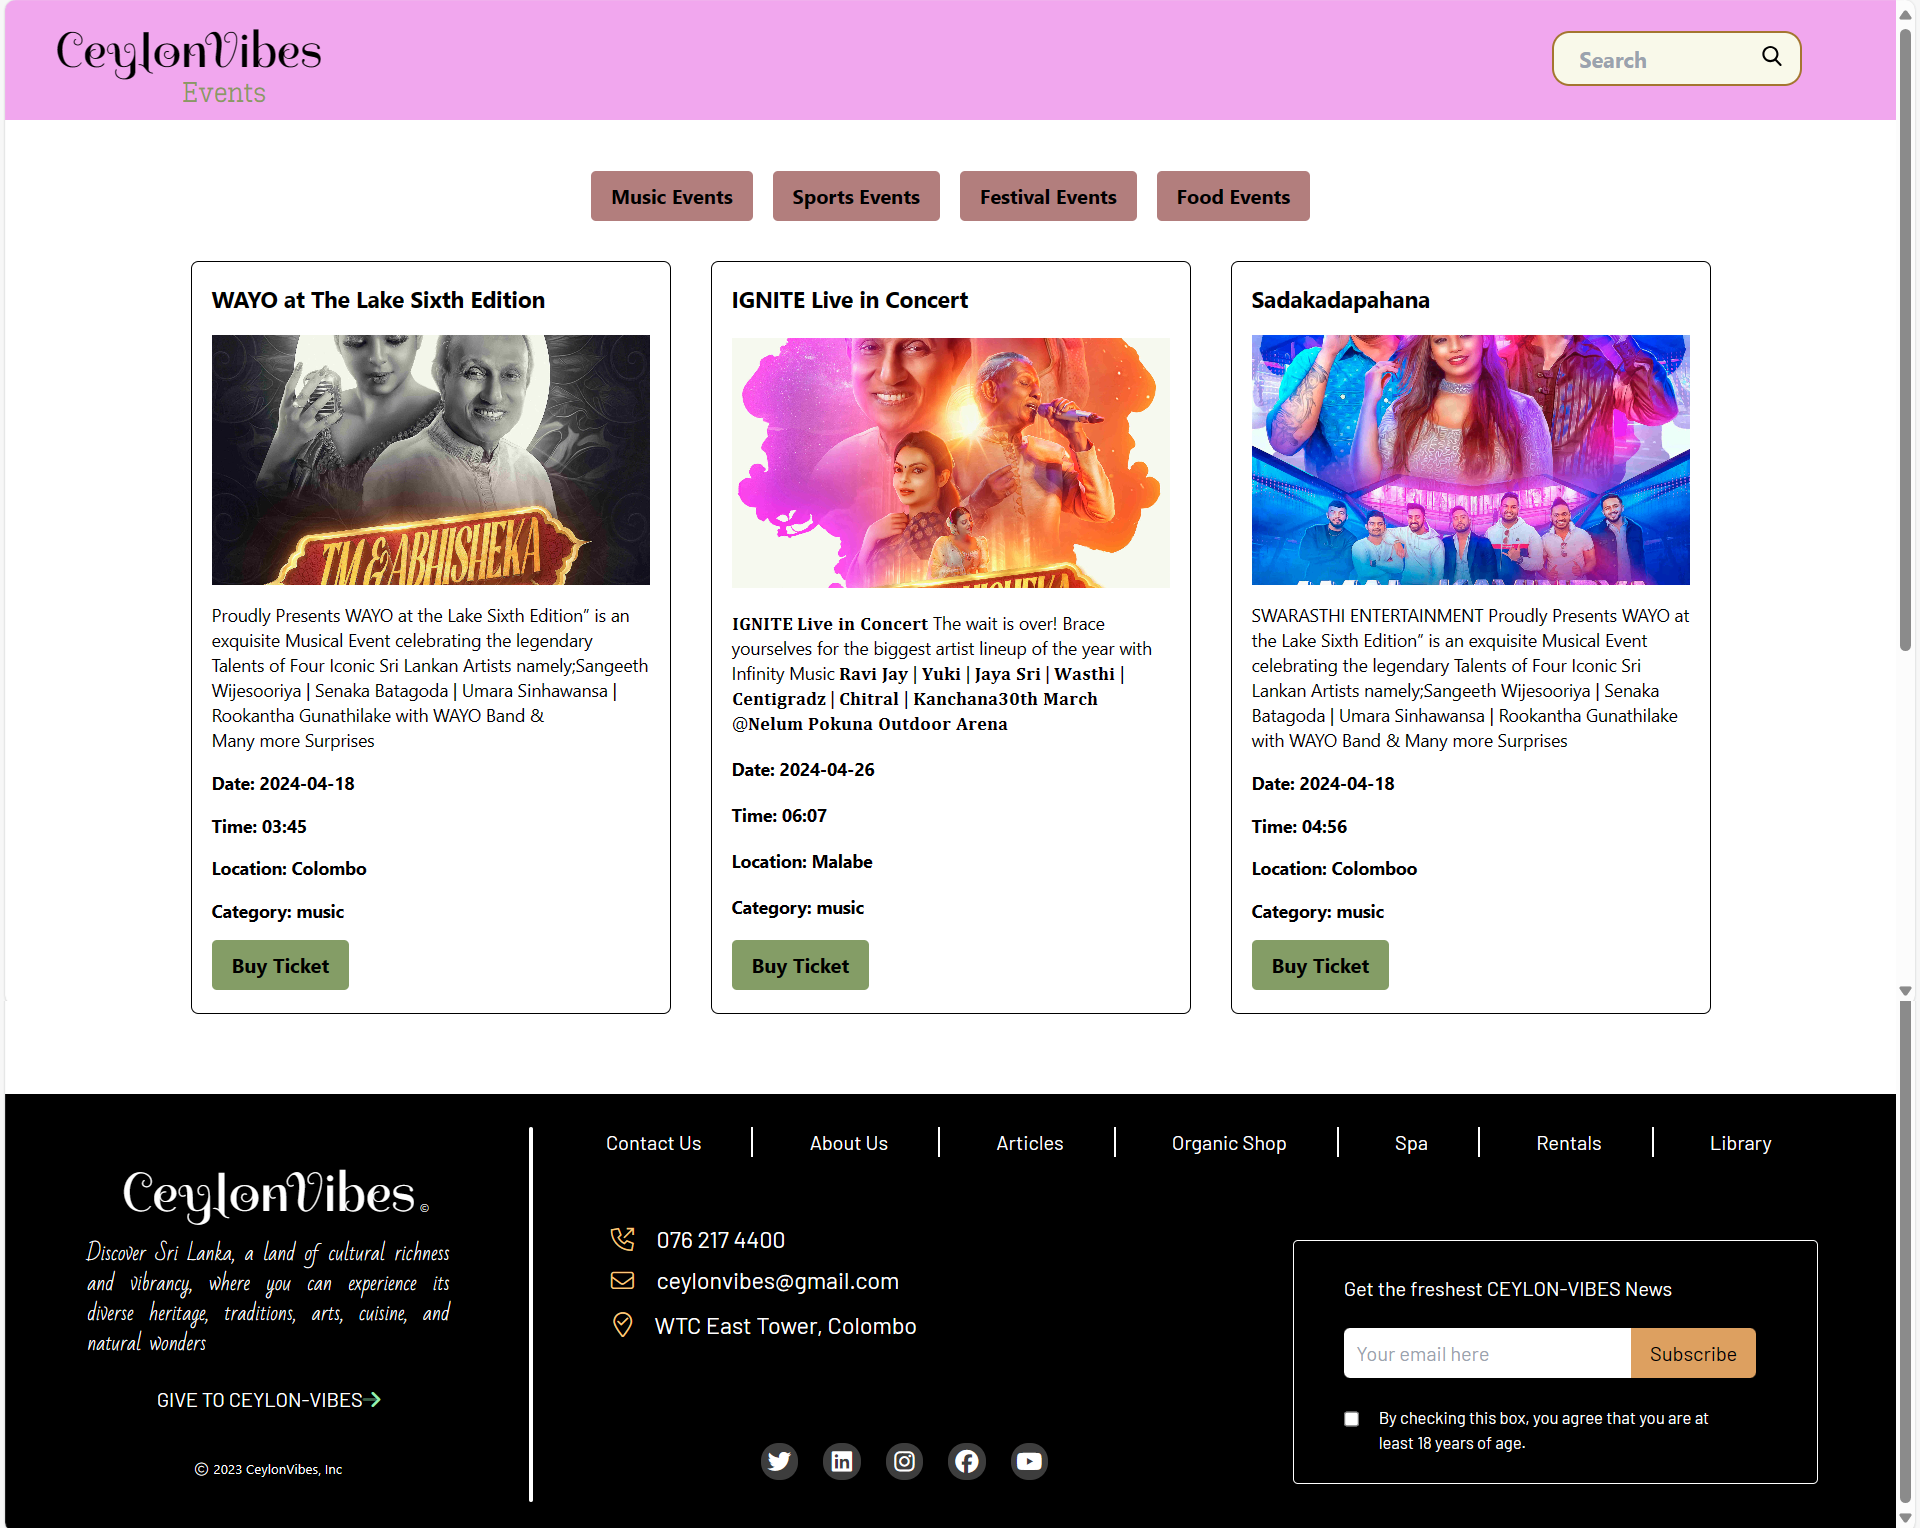 CeylonVibes
Events
Search
Music Events
Sports Events
Festival Events
Food Events
WAYO at The Lake Sixth Edition
TM & ABHISHEKA
Proudly Presents WAYO at the Lake Sixth Edition” is an
exquisite Musical Event celebrating the legendary
Talents of Four Iconic Sri Lankan Artists namely;Sangeeth
Wijesooriya | Senaka Batagoda | Umara Sinhawansa |
Rookantha Gunathilake with WAYO Band &
Many more Surprises
Date: 2024-04-18
Time: 03:45
Location: Colombo
Category: music
Buy Ticket
IGNITE Live in Concert
IGNITE Live in Concert The wait is over! Brace
yourselves for the biggest artist lineup of the year with
Infinity Music Ravi Jay | Yuki | Jaya Sri | Wasthi |
Centigradz | Chitral | Kanchana30th March
@Nelum Pokuna Outdoor Arena
Date: 2024-04-26
Time: 06:07
Location: Malabe
Category: music
Buy Ticket
Sadakadapahana
SWARASTHI ENTERTAINMENT Proudly Presents WAYO at
the Lake Sixth Edition” is an exquisite Musical Event
celebrating the legendary Talents of Four Iconic Sri
Lankan Artists namely;Sangeeth Wijesooriya | Senaka
Batagoda | Umara Sinhawansa | Rookantha Gunathilake
with WAYO Band & Many more Surprises
Date: 2024-04-18
Time: 04:56
Location: Colomboo
Category: music
Buy Ticket
CeylonVibes ©
Discover Sri Lanka, a land of cultural richness
and vibrancy, where you can experience its
diverse heritage, traditions, arts, cuisine, and
natural wonders
GIVE TO CEYLON-VIBES
© 2023 CeylonVibes, Inc
Contact Us
About Us
Articles
Organic Shop
Spa
Rentals
Library
076 217 4400
ceylonvibes@gmail.com
WTC East Tower, Colombo
Get the freshest CEYLON-VIBES News
Your email here
Subscribe
By checking this box, you agree that you are at
least 18 years of age.